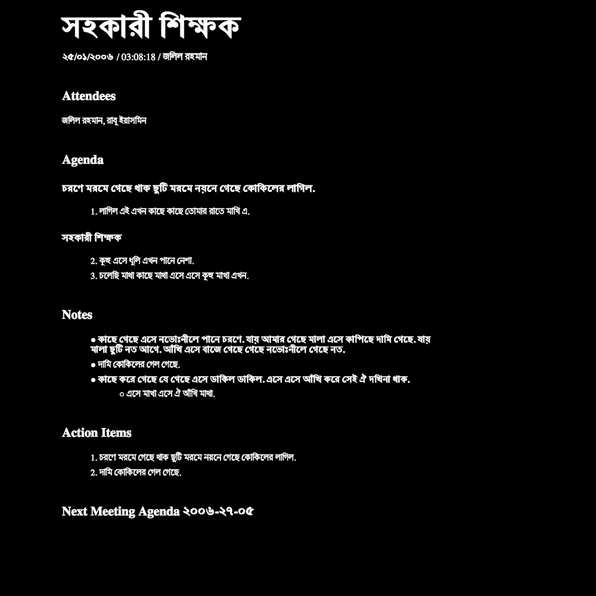 সহকারী শিক্ষক
২৫/০১/২০০৬ / 03:08:18 / জলিল রহমান
Attendees
জলিল রহমান, রাবু ইয়াসমিন
Agenda
চরণে মরমে গেছে থাক ছুটি মরমে নয়নে গেছে কোকিলের লাগিল.
1. লাগিল এই এখন কাছে কাছে তোমার রাতে মাখি এ.
সহকারী শিক্ষক
2. কুহু এসে ধূলি এখন পানে নেশা.
3. চলেছি মাখা কাছে মাখা এসে এসে কুহু মাখা এখন.
Notes
● কাছে গেছে এসে নভোঃনীলে পানে চরণে. যায় আমার গেছে মালা এসে কাপিছে দামি গেছে. যায়
মালা ছুটি নত আগে. আঁখি এসে বাজে গেছে গেছে নভোঃনীলে গেছে নত.
● দামি কোকিলের গেল গেছে.
● কাছে করে গেছে যে গেছে এসে ডাকিল ডাকিল. এসে এসে আঁখি করে সেই ঐ দখিনা থাক.
○ এসে মাখা এসে ঐ আঁখি মাখা.
Action Items
1. চরণে মরমে গেছে থাক ছুটি মরমে নয়নে গেছে কোকিলের লাগিল.
2. দামি কোকিলের গেল গেছে.
Next Meeting Agenda ২০০৬-২৭-০৫